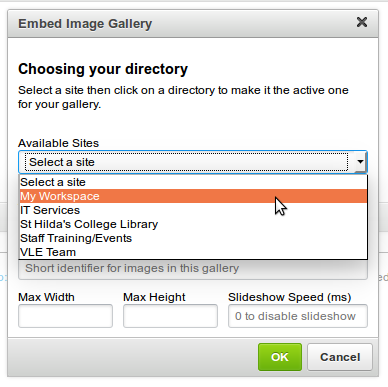 Embed Image Gallery
Choosing your directory
Select a site then click on a directory to make it the active one
for your gallery.
Available Sites
Select a site
Select a site
My Workspace
IT Services
St Hilda's College Library
Staff Training/Events
VLE Team
Short identifier for images in this gallery
Max Width
Max Height
Slideshow Speed (ms)
0 to disable slideshow
OK
Cancel